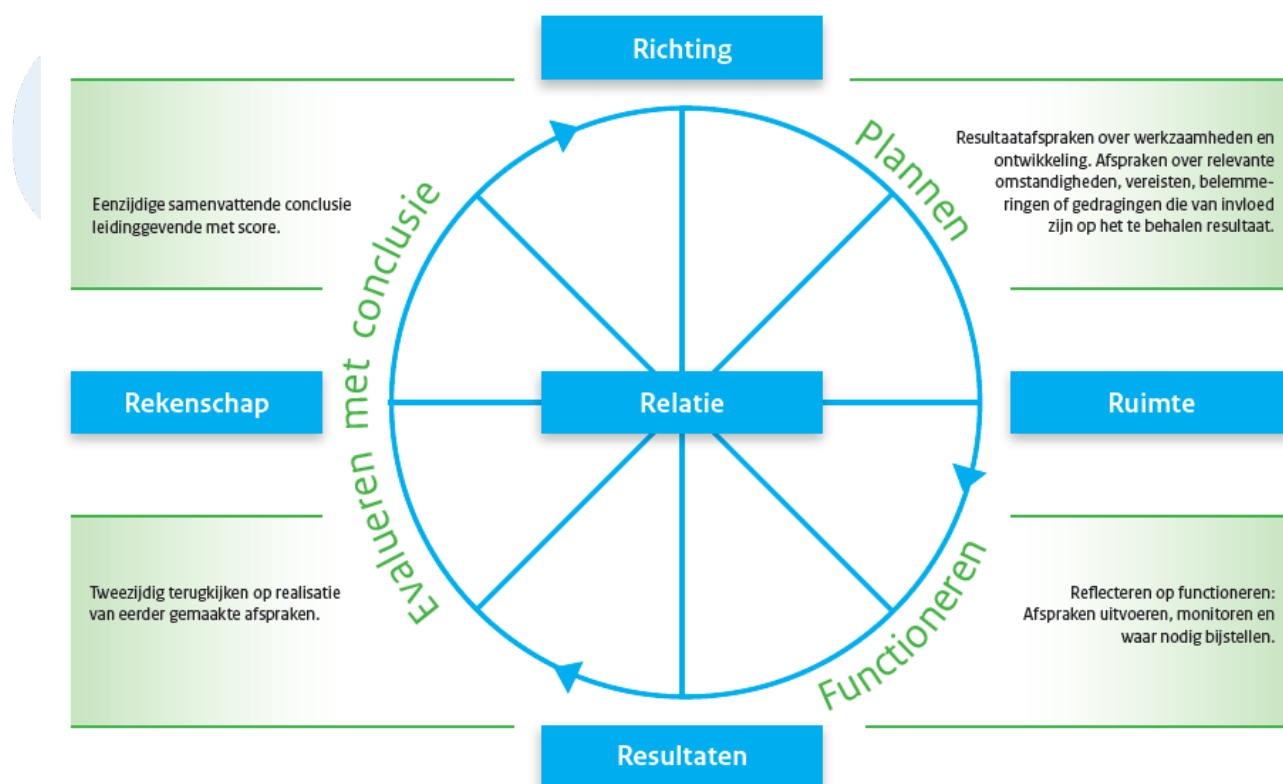 Richting
Eenzijdige samenvattende conclusie
leidinggevende met score.
Plannen
Resultaatafspraken over werkzaamheden en
ontwikkeling. Afspraken over relevante
omstandigheden, vereisten, belemme-
ringen of gedragingen die van invloed
zijn op het te behalen resultaat.
Evalueren met conclusie
Rekenschap
Relatie
Ruimte
Tweezijdig terugkijken op realisatie
van eerder gemaakte afspraken.
Functioneren
Reflecteren op functioneren:
Afspraken uitvoeren, monitoren en
waar nodig bijstellen.
Resultaten